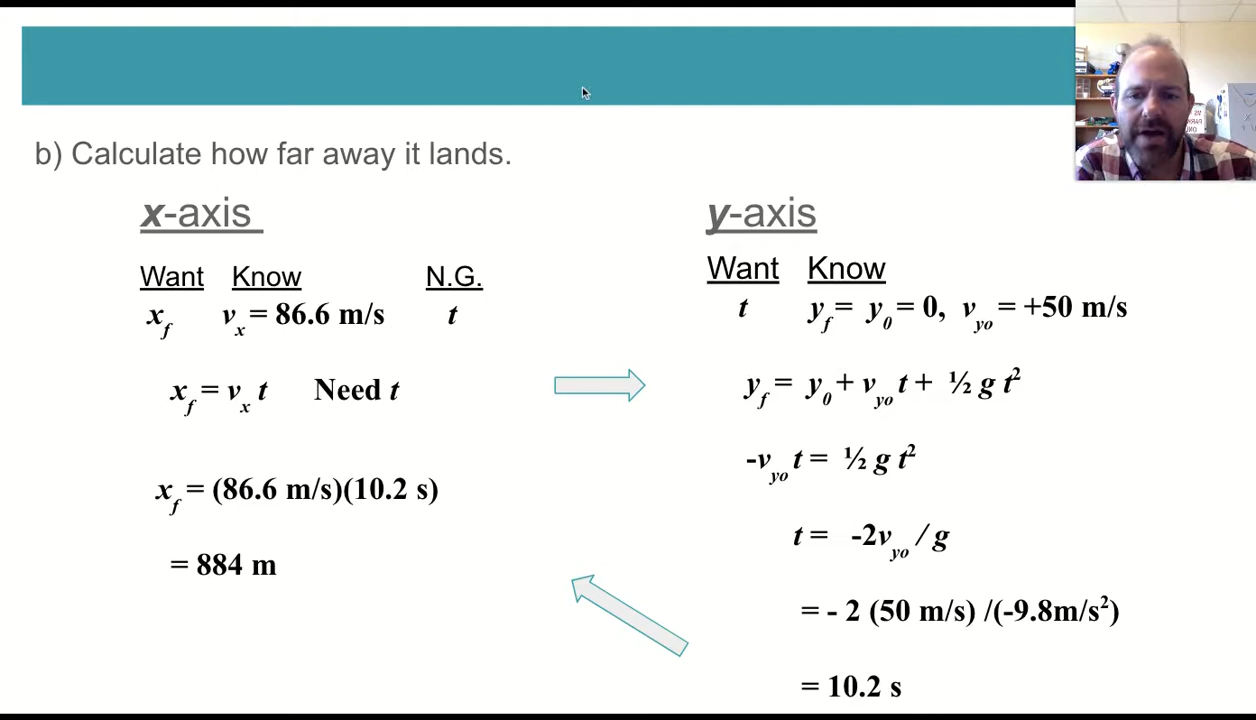 b) Calculate how far away it lands.
x-axis
Want Know N.G.
x_f v_x = 86.6 m/s t
x_f = v_x t Need t
x_f = (86.6 m/s)(10.2 s)
= 884 m
y-axis
Want Know
t y_f = y_0 = 0, v_yo = +50 m/s
y_f = y_0 + v_yo t + ½ g t²
-v_yo t = ½ g t²
t = -2v_yo / g
= - 2 (50 m/s) /(-9.8m/s²)
= 10.2 s